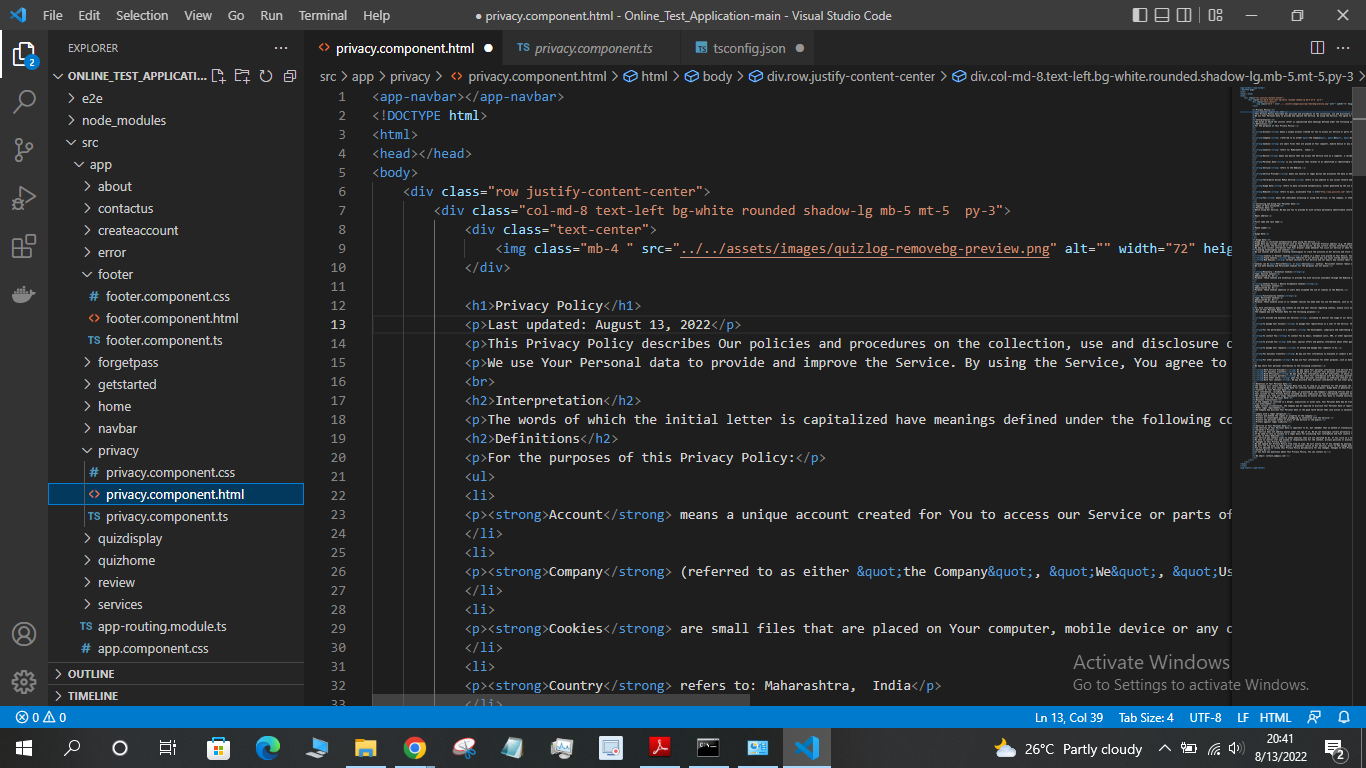 File Edit Selection View Go Run Terminal Help
● privacy.component.html - Online_Test_Application-main - Visual Studio Code
EXPLORER
2
ONLINE_TEST_APPLICATI...
e2e
node_modules
src
app
about
contactus
createaccount
error
footer
# footer.component.css
<> footer.component.html
TS footer.component.ts
forgetpass
getstarted
home
navbar
privacy
# privacy.component.css
<> privacy.component.html
TS privacy.component.ts
quizdisplay
quizhome
review
services
TS app-routing.module.ts
# app.component.css
OUTLINE
TIMELINE
<> privacy.component.html ● TS privacy.component.ts tsconfig.json ●
src > app > privacy > <> privacy.component.html > html > body > div.row.justify-content-center > div.col-md-8.text-left.bg-white.rounded.shadow-lg.mb-5.mt-5.py-3 >
1 <app-navbar></app-navbar>
2 <!DOCTYPE html>
3 <html>
4 <head></head>
5 <body>
6 <div class="row justify-content-center">
7 <div class="col-md-8 text-left bg-white rounded shadow-lg mb-5 mt-5  py-3">
8 <div class="text-center">
9 <img class="mb-4 " src="../../assets/images/quizlog-removebg-preview.png" alt="" width="72" heig
10 </div>
11
12 <h1>Privacy Policy</h1>
13 <p>Last updated: August 13, 2022</p>
14 <p>This Privacy Policy describes Our policies and procedures on the collection, use and disclosure o
15 <p>We use Your Personal data to provide and improve the Service. By using the Service, You agree to
16 <br>
17 <h2>Interpretation</h2>
18 <p>The words of which the initial letter is capitalized have meanings defined under the following co
19 <h2>Definitions</h2>
20 <p>For the purposes of this Privacy Policy:</p>
21 <ul>
22 <li>
23 <p><strong>Account</strong> means a unique account created for You to access our Service or parts of
24 </li>
25 <li>
26 <p><strong>Company</strong> (referred to as either &quot;the Company&quot;, &quot;We&quot;, &quot;Us
27 </li>
28 <li>
29 <p><strong>Cookies</strong> are small files that are placed on Your computer, mobile device or any o
30 </li>
31 <li>
32 <p><strong>Country</strong> refers to: Maharashtra,  India</p>
33 </li>
Activate Windows
Go to Settings to activate Windows.
0 0
Ln 13, Col 39 Tab Size: 4 UTF-8 LF HTML
26°C Partly cloudy
20:41
8/13/2022
2